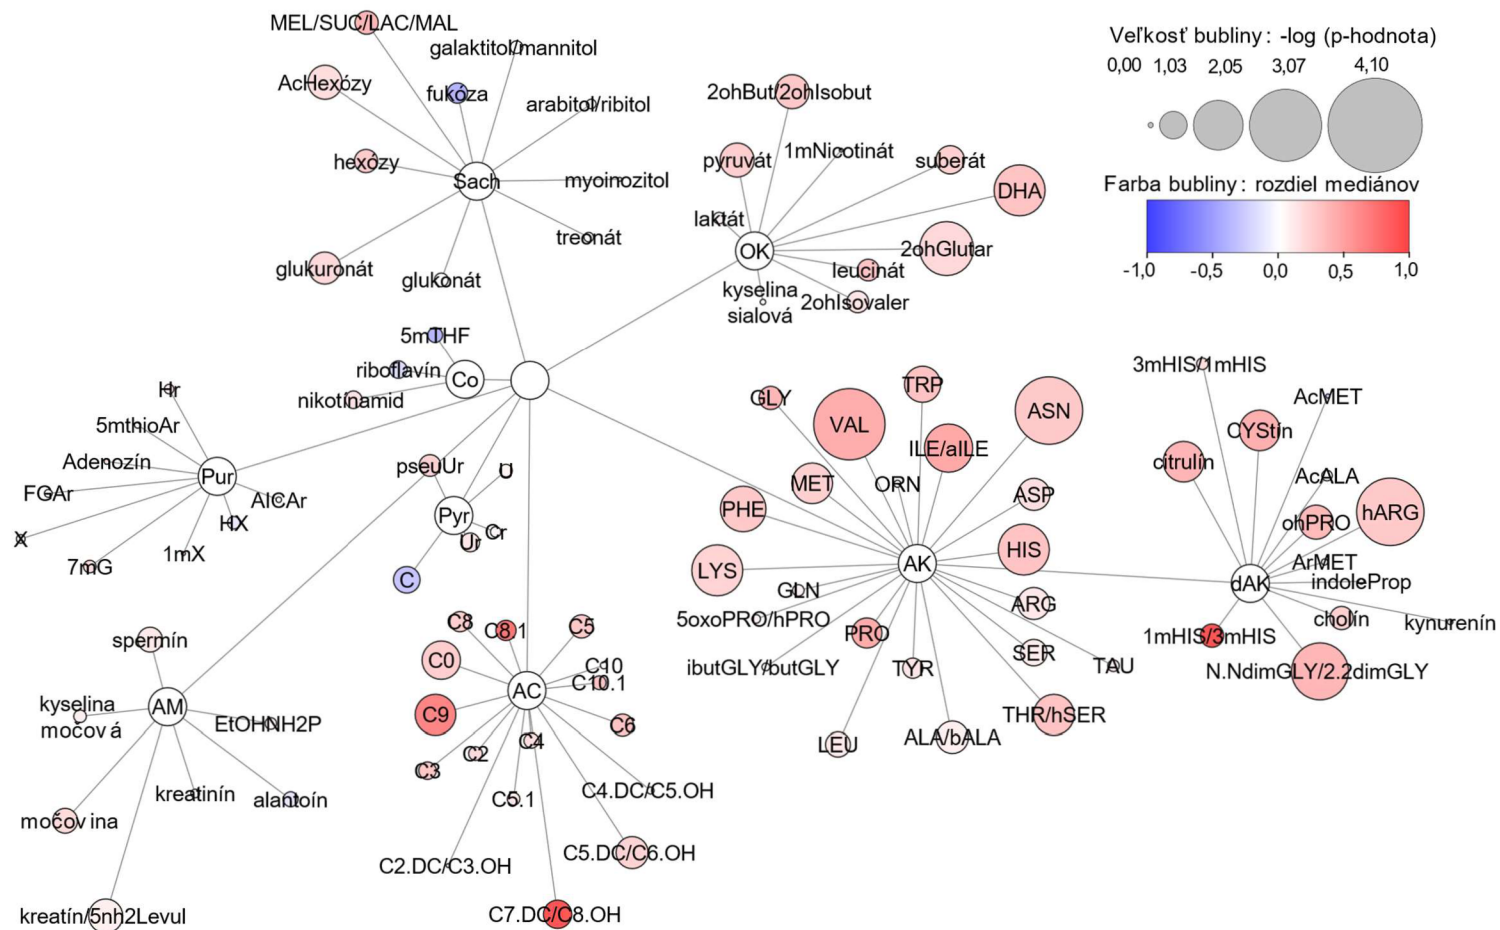 MEL/SUC/LAC/MAL
galaktitol/mannitol
AcHexózy
fukóza
arabitol/ribitol
hexózy
Sach
myoinozitol
treonát
glukuronát
glukonát
2ohBut/2ohIsobut
pyruvát
1mNicotinát
suberát
DHA
laktát
OK
2ohGlutar
leucinát
kyselina
sialová
2ohIsovaler
Veľkosť bubliny: -log (p-hodnota)
0,00 1,03 2,05 3,07 4,10
Farba bubliny: rozdiel mediánov
-1,0 -0,5 0,0 0,5 1,0
5mTHF
riboflavín
Co
nikotínamid
Hr
5mthioAr
Adenozín
Pur
FGAr
AICAr
X
HX
1mX
7mG
pseuUr
U
Pyr
Cr
Ur
C
GLY
TRP
VAL
ASN
ILE/aILE
MET
ORN
ASP
PHE
HIS
LYS
AK
GLN
ARG
5oxoPRO/hPRO
PRO
SER
ibutGLY/butGLY
TYR
TAU
THR/hSER
LEU
ALA/bALA
3mHIS/1mHIS
AcMET
CYStín
citrulín
AcALA
hARG
ohPRO
ArMET
dAK
indoleProp
cholín
kynurenín
1mHIS/3mHIS
N.NdimGLY/2.2dimGLY
spermín
kyselina
močová
AM
EtOHNH2P
kreatinín
alantoín
močovina
kreatín/5nh2Levul
C8
C8.1
C5
C0
C10
AC
C10.1
C9
C6
C4
C2
C3
C5.1
C4.DC/C5.OH
C2.DC/C3.OH
C5.DC/C6.OH
C7.DC/C8.OH